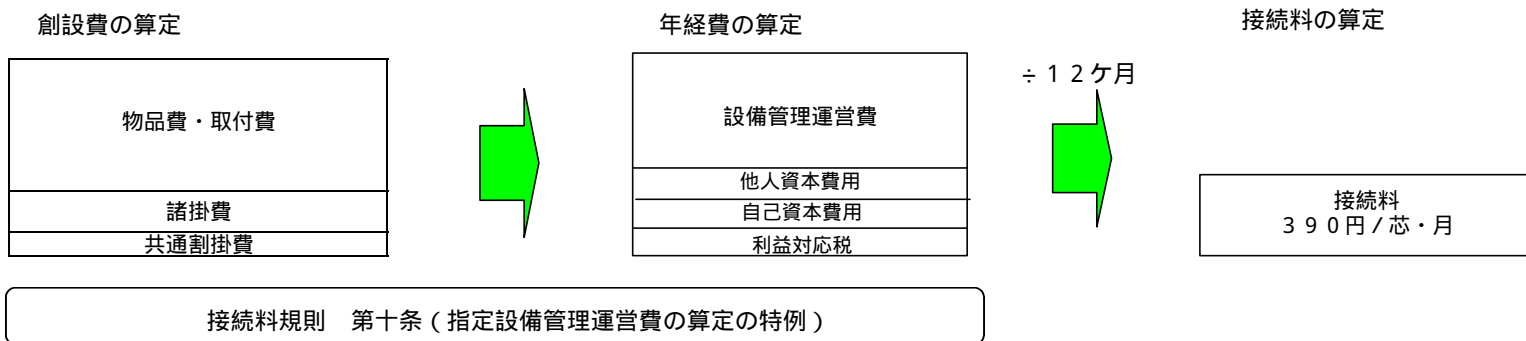 創設費の算定
年経費の算定
接続料の算定
÷12ケ月
物品費・取付費
諸掛費
共通割掛費
設備管理運営費
他人資本費用
自己資本費用
利益対応税
接続料
390円/芯・月
接続料規則　第十条(指定設備管理運営費の算定の特例)